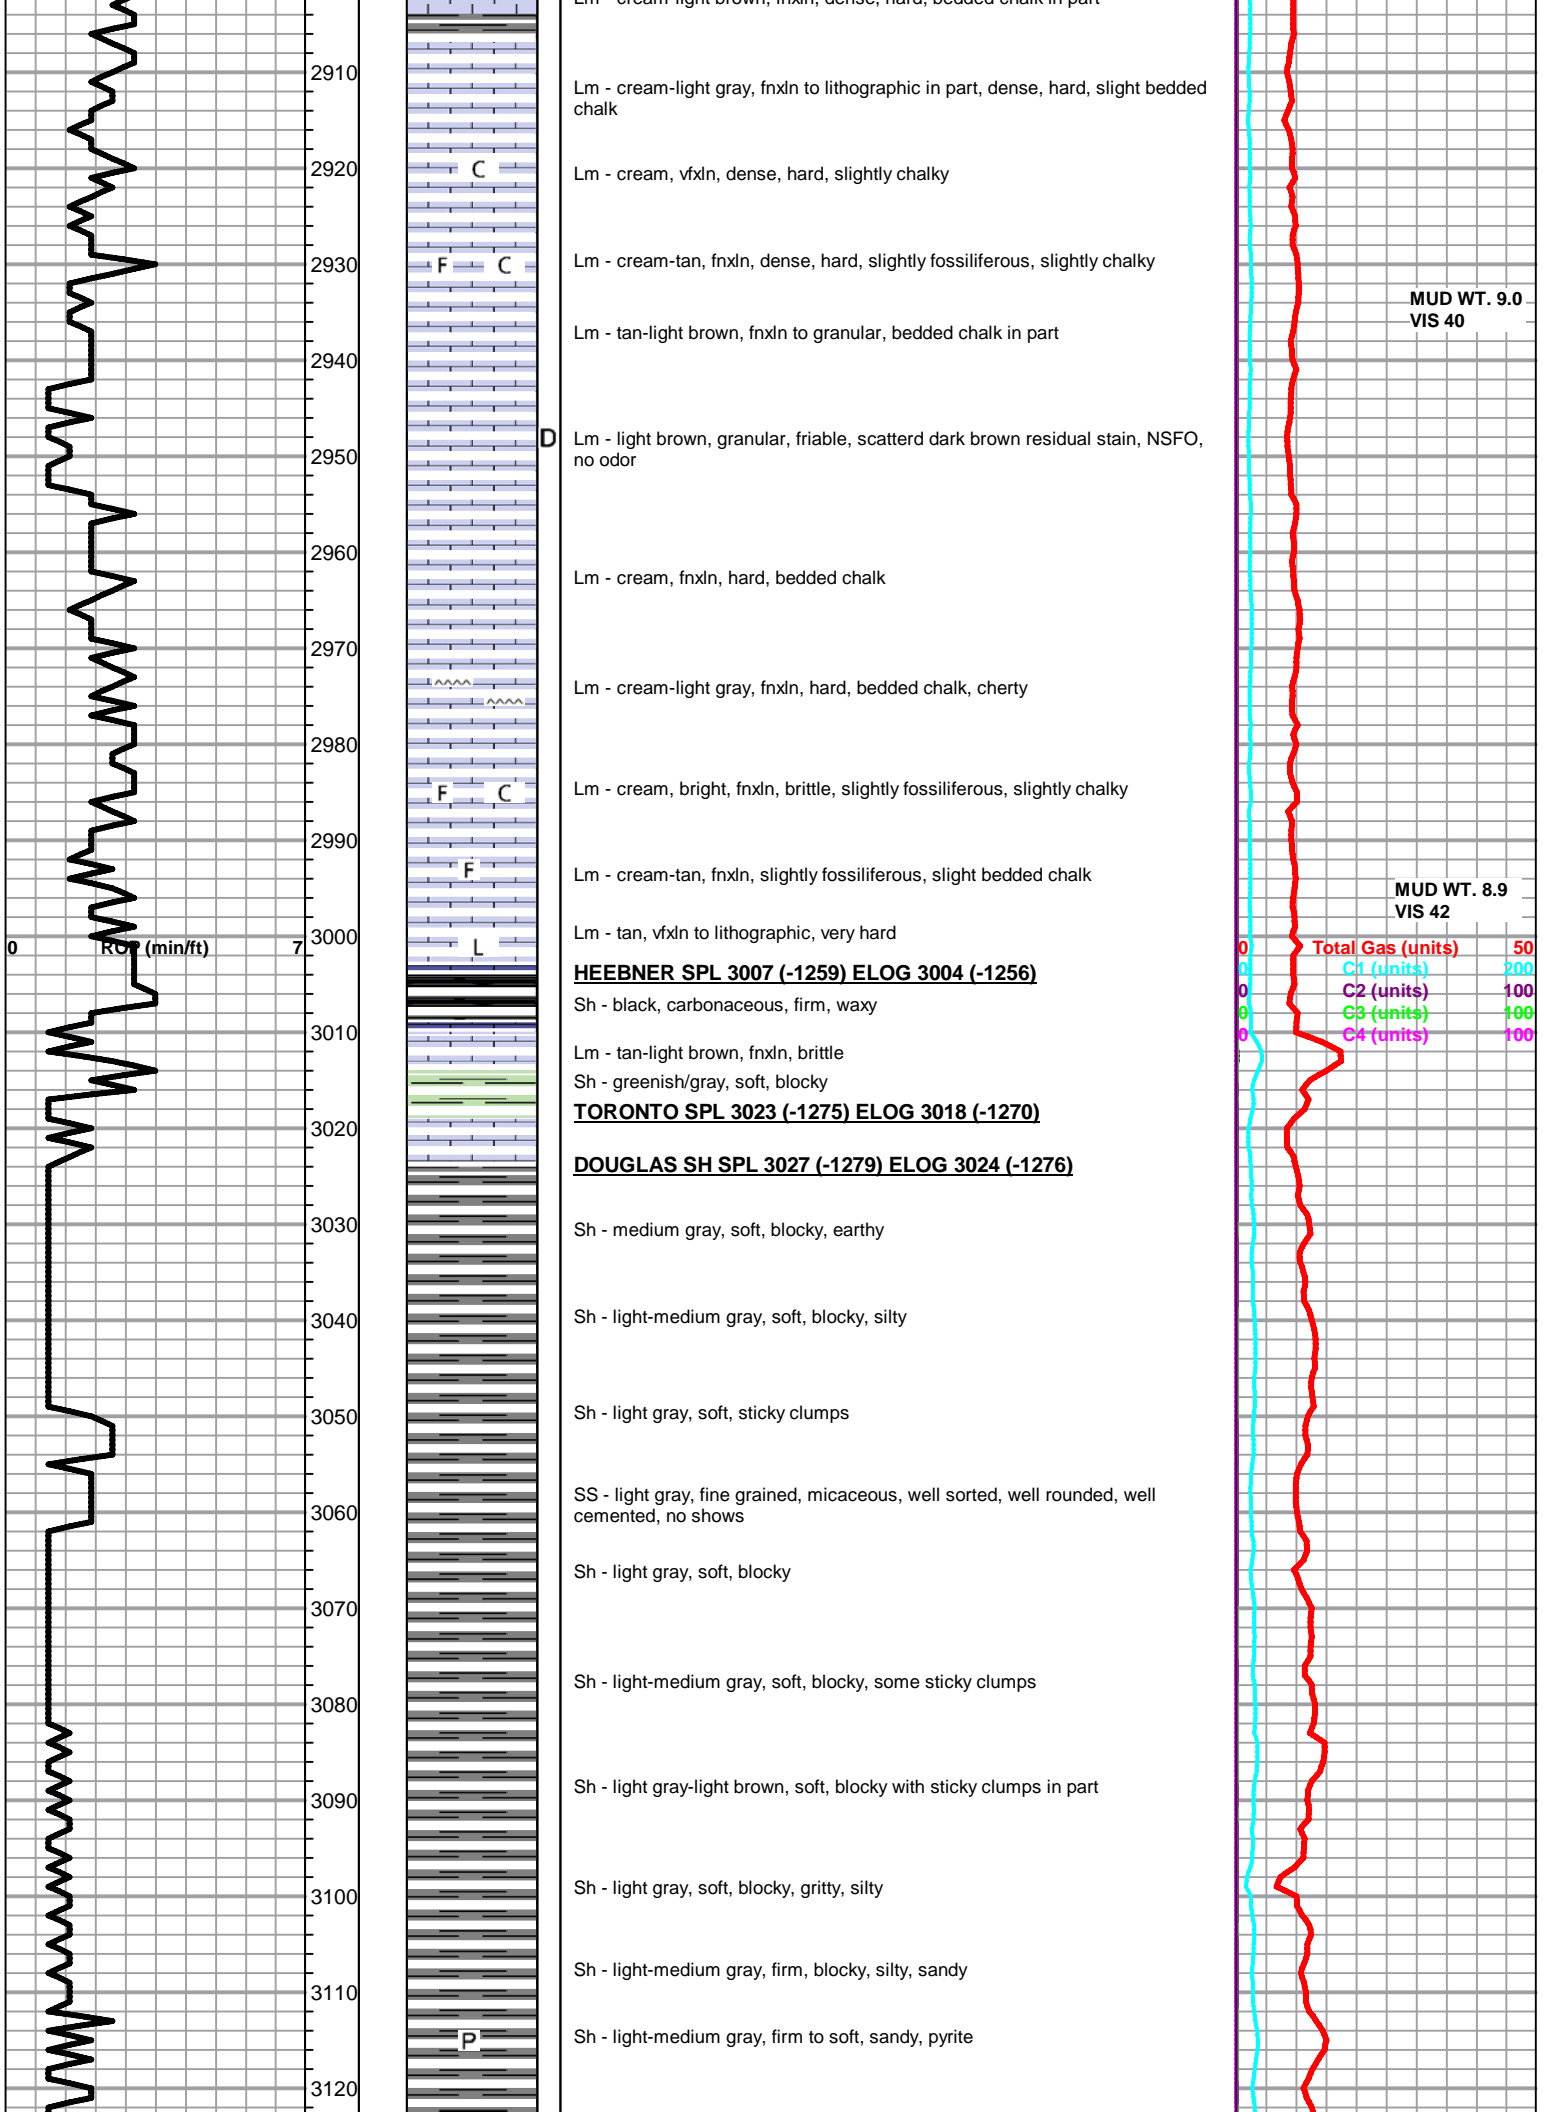 Lm - cream-light brown, fnxln, dense, hard, bedded chalk in part
2910
Lm - cream-light gray, fnxln to lithographic in part, dense, hard, slight bedded
chalk
2920
C
Lm - cream, vfxln, dense, hard, slightly chalky
2930
F C
Lm - cream-tan, fnxln, dense, hard, slightly fossiliferous, slightly chalky
MUD WT. 9.0
VIS 40
Lm - tan-light brown, fnxln to granular, bedded chalk in part
2940
D
Lm - light brown, granular, friable, scatterd dark brown residual stain, NSFO,
no odor
2950
2960
Lm - cream, fnxln, hard, bedded chalk
2970
Lm - cream-light gray, fnxln, hard, bedded chalk, cherty
2980
F C
Lm - cream, bright, fnxln, brittle, slightly fossiliferous, slightly chalky
2990
F
Lm - cream-tan, fnxln, slightly fossiliferous, slight bedded chalk
MUD WT. 8.9
VIS 42
Lm - tan, vfxln to lithographic, very hard
3000
0 ROP (min/ft) 7
L
0 Total Gas (units) 50
0 C1 (units) 200
0 C2 (units) 100
0 C3 (units) 100
0 C4 (units) 100
HEEBNER SPL 3007 (-1259) ELOG 3004 (-1256)
Sh - black, carbonaceous, firm, waxy
3010
Lm - tan-light brown, fnxln, brittle
Sh - greenish/gray, soft, blocky
TORONTO SPL 3023 (-1275) ELOG 3018 (-1270)
3020
DOUGLAS SH SPL 3027 (-1279) ELOG 3024 (-1276)
3030
Sh - medium gray, soft, blocky, earthy
3040
Sh - light-medium gray, soft, blocky, silty
3050
Sh - light gray, soft, sticky clumps
SS - light gray, fine grained, micaceous, well sorted, well rounded, well
cemented, no shows
3060
Sh - light gray, soft, blocky
3070
Sh - light-medium gray, soft, blocky, some sticky clumps
3080
Sh - light gray-light brown, soft, blocky with sticky clumps in part
3090
Sh - light gray, soft, blocky, gritty, silty
3100
Sh - light-medium gray, firm, blocky, silty, sandy
3110
P
Sh - light-medium gray, firm to soft, sandy, pyrite
3120